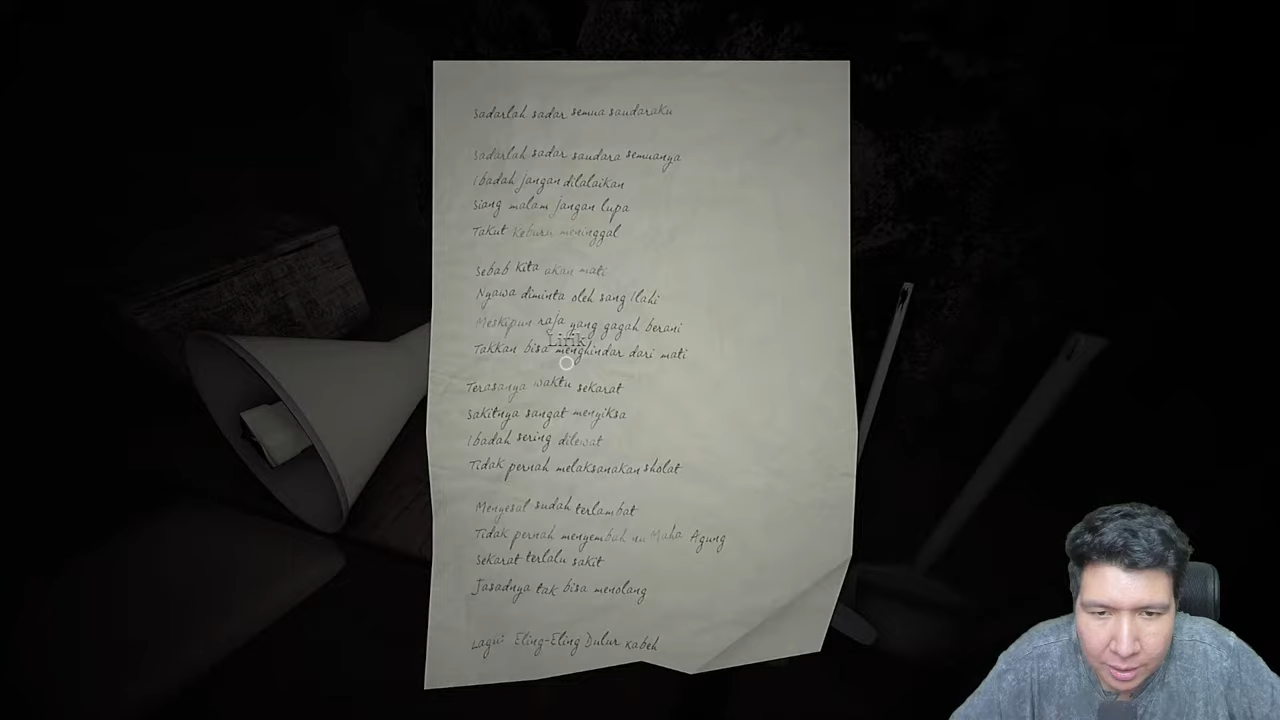 Sadarlah sadar semua saudaraku
Sadarlah sadar saudara semuanya
Ibadah jangan dilalaikan
Siang malam jangan lupa
Takut keburu meninggal
Sebab kita akan mati
Nyawa diminta oleh sang Ilahi
Meskipun raja yang gagah berani
Lirik
Takkan bisa menghindar dari mati
Terasanya waktu sekarat
Sakitnya sangat menyiksa
Ibadah sering dilewat
Tidak pernah melaksanakan sholat
Menyesal sudah terlambat
Tidak pernah menyembah nu Maha Agung
Sekarat terlalu sakit
Jasadnya tak bisa menolang
Lagu: Eling-Eling Dulur Kabeh